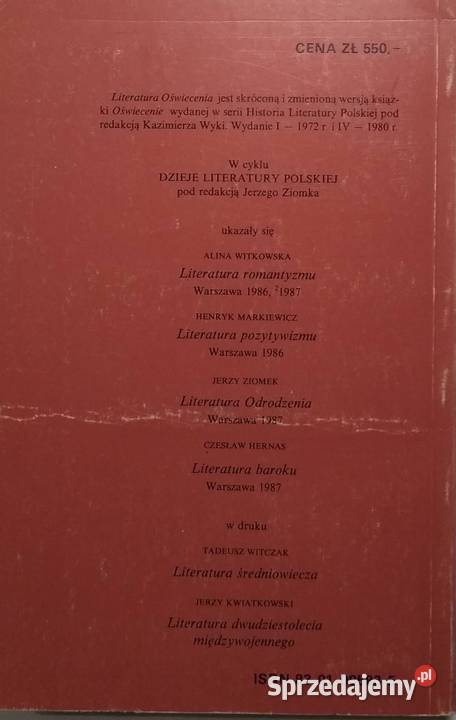 CENA ZŁ 550,–
Literatura Oświecenia jest skróconą i zmienioną wersją książ-
ki Oświecenie wydanej w serii Historia Literatury Polskiej pod
redakcją Kazimierza Wyki. Wydanie I – 1972 r. i IV – 1980 r.
W cyklu
DZIEJE LITERATURY POLSKIEJ
pod redakcją Jerzego Ziomka
ukazały się
ALINA WITKOWSKA
Literatura romantyzmu
Warszawa 1986, ²1987
HENRYK MARKIEWICZ
Literatura pozytywizmu
Warszawa 1986
JERZY ZIOMEK
Literatura Odrodzenia
Warszawa 1987
CZESŁAW HERNAS
Literatura baroku
Warszawa 1987
w druku
TADEUSZ WITCZAK
Literatura średniowiecza
JERZY KWIATKOWSKI
Literatura dwudziestolecia
międzywojennego
ISBN 83-01
Sprzedajemy.pl